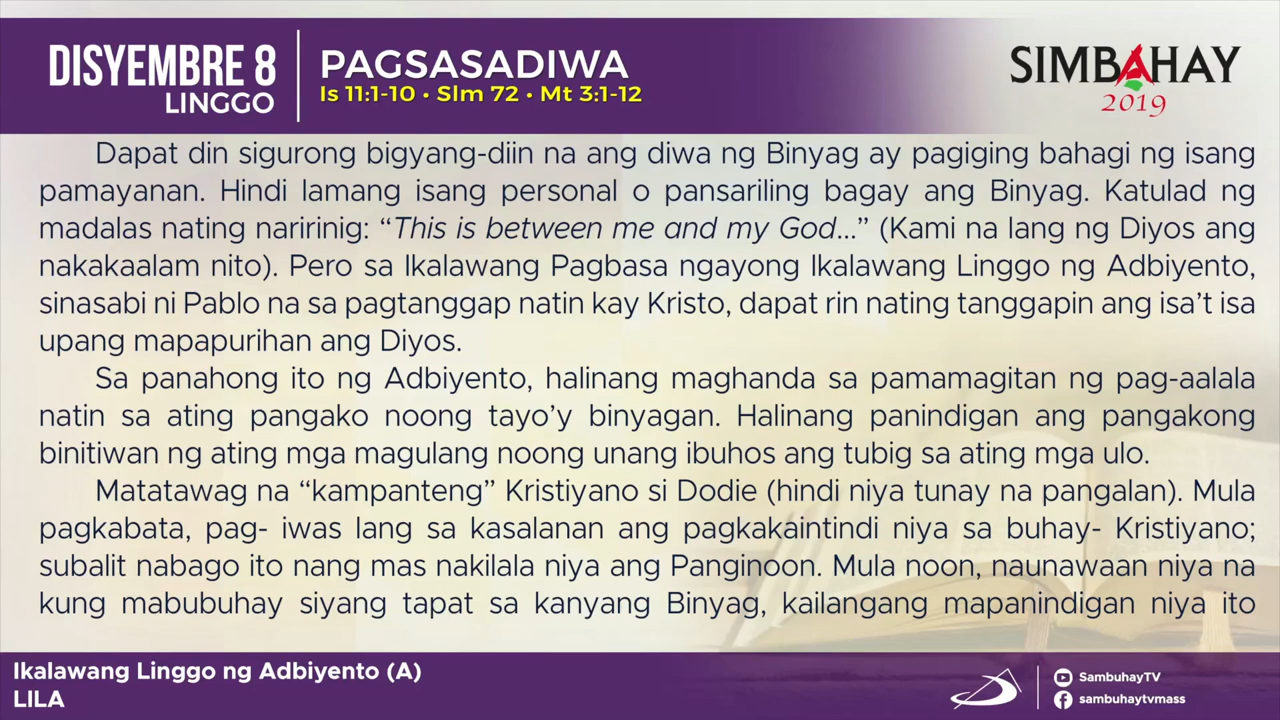 DISYEMBRE 8
LINGGO
PAGSASADIWA
Is 11:1-10 • Slm 72 • Mt 3:1-12
SIMBAHAY
2019
Dapat din sigurong bigyang-diin na ang diwa ng Binyag ay pagiging bahagi ng isang
pamayanan. Hindi lamang isang personal o pansariling bagay ang Binyag. Katulad ng
madalas nating naririnig: “This is between me and my God...” (Kami na lang ng Diyos ang
nakakaalam nito). Pero sa Ikalawang Pagbasa ngayong Ikalawang Linggo ng Adbiyento,
sinasabi ni Pablo na sa pagtanggap natin kay Kristo, dapat rin nating tanggapin ang isa’t isa
upang mapapurihan ang Diyos.
Sa panahong ito ng Adbiyento, halinang maghanda sa pamamagitan ng pag-aalala
natin sa ating pangako noong tayo’y binyagan. Halinang panindigan ang pangakong
binitiwan ng ating mga magulang noong unang ibuhos ang tubig sa ating mga ulo.
Matatawag na “kampanteng” Kristiyano si Dodie (hindi niya tunay na pangalan). Mula
pagkabata, pag- iwas lang sa kasalanan ang pagkakaintindi niya sa buhay- Kristiyano;
subalit nabago ito nang mas nakilala niya ang Panginoon. Mula noon, naunawaan niya na
kung mabubuhay siyang tapat sa kanyang Binyag, kailangang mapanindigan niya ito
Ikalawang Linggo ng Adbiyento (A)
LILA
SambuhayTV
sambuhaytvmass